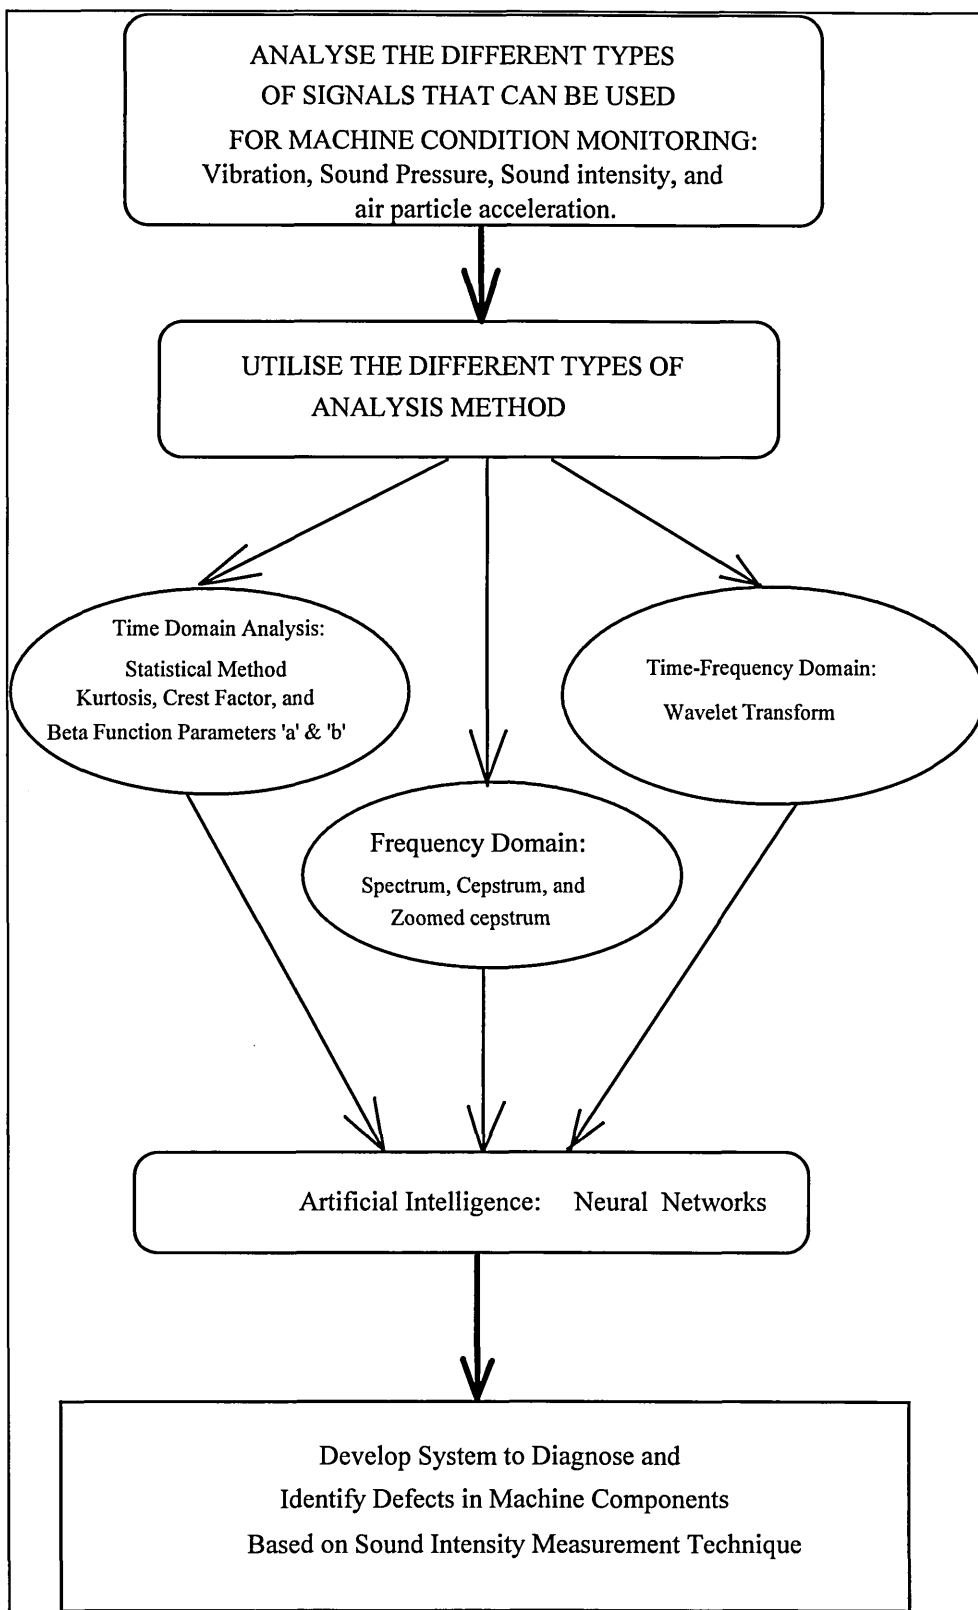 ANALYSE THE DIFFERENT TYPES
OF SIGNALS THAT CAN BE USED
FOR MACHINE CONDITION MONITORING:
Vibration, Sound Pressure, Sound intensity, and
air particle acceleration.
UTILISE THE DIFFERENT TYPES OF
ANALYSIS METHOD
Time Domain Analysis:
Statistical Method
Kurtosis, Crest Factor, and
Beta Function Parameters 'a' & 'b'
Time-Frequency Domain:
Wavelet Transform
Frequency Domain:
Spectrum, Cepstrum, and
Zoomed cepstrum
Artificial Intelligence: Neural Networks
Develop System to Diagnose and
Identify Defects in Machine Components
Based on Sound Intensity Measurement Technique